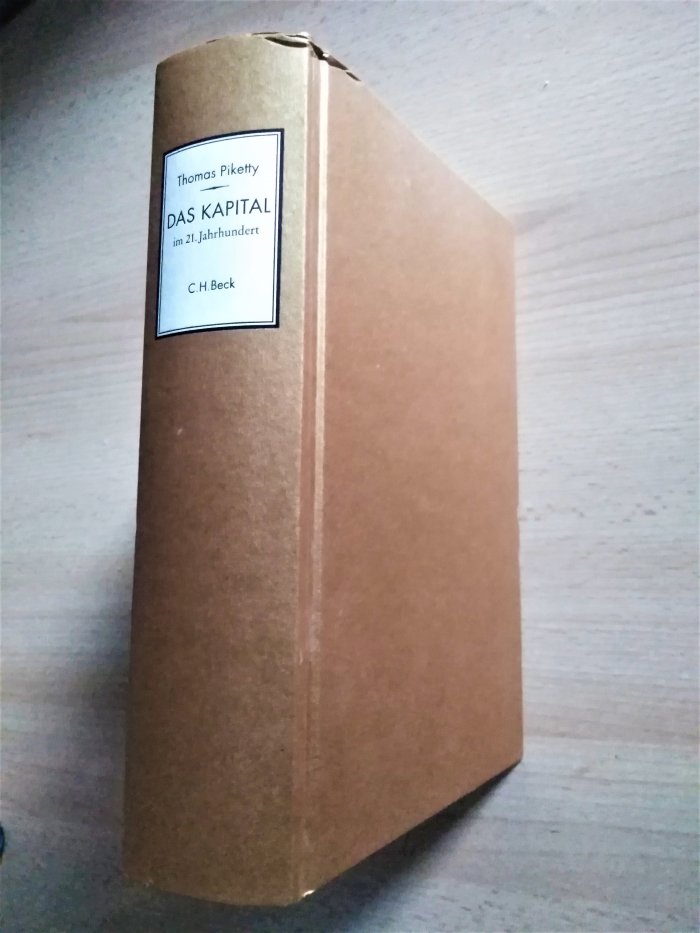 Thomas Piketty
DAS KAPITAL
im 21. Jahrhundert
C.H.Beck